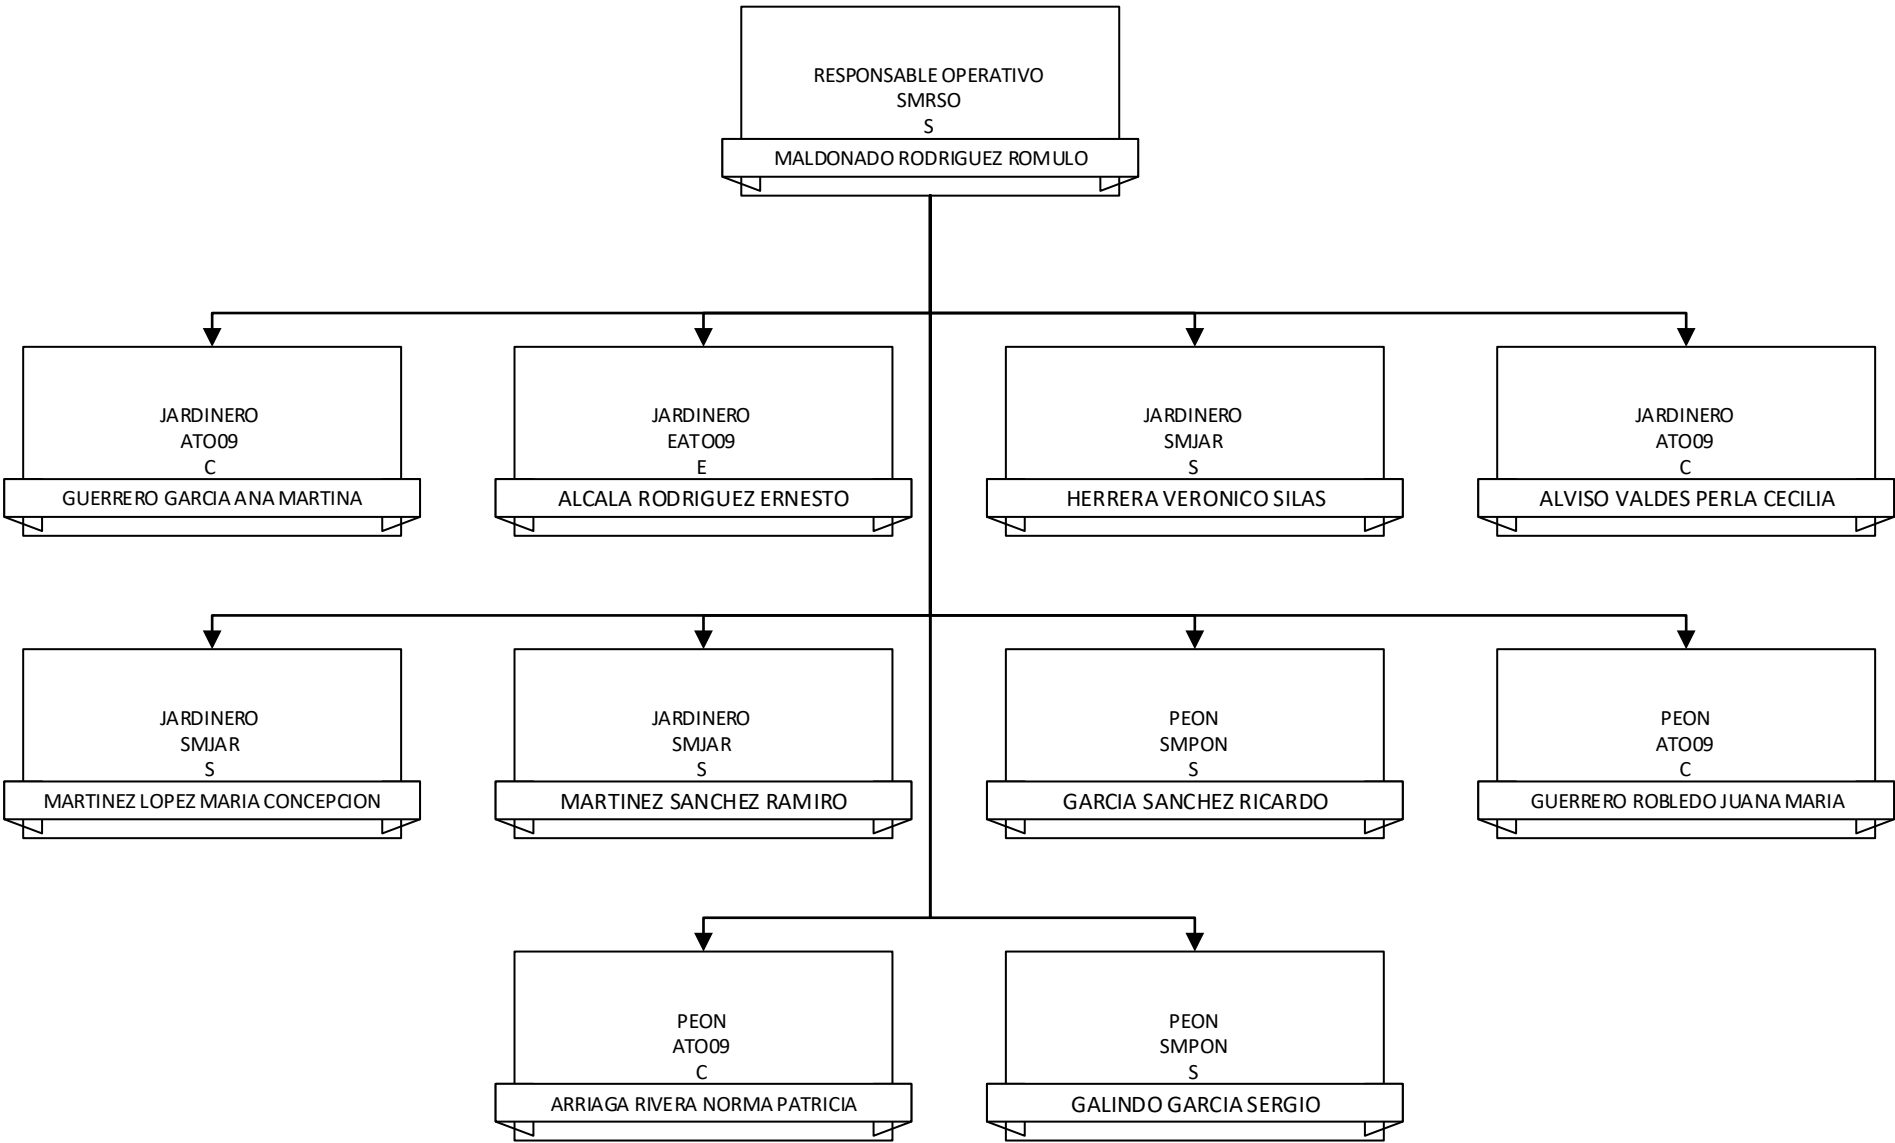 RESPONSABLE OPERATIVO
SMRSO
S
MALDONADO RODRIGUEZ ROMULO
JARDINERO
ATO09
C
GUERRERO GARCIA ANA MARTINA
JARDINERO
EATO09
E
ALCALA RODRIGUEZ ERNESTO
JARDINERO
SMJAR
S
HERRERA VERONICO SILAS
JARDINERO
ATO09
C
ALVISO VALDES PERLA CECILIA
JARDINERO
SMJAR
S
MARTINEZ LOPEZ MARIA CONCEPCION
JARDINERO
SMJAR
S
MARTINEZ SANCHEZ RAMIRO
PEON
SMPON
S
GARCIA SANCHEZ RICARDO
PEON
ATO09
C
GUERRERO ROBLEDO JUANA MARIA
PEON
ATO09
C
ARRIAGA RIVERA NORMA PATRICIA
PEON
SMPON
S
GALINDO GARCIA SERGIO